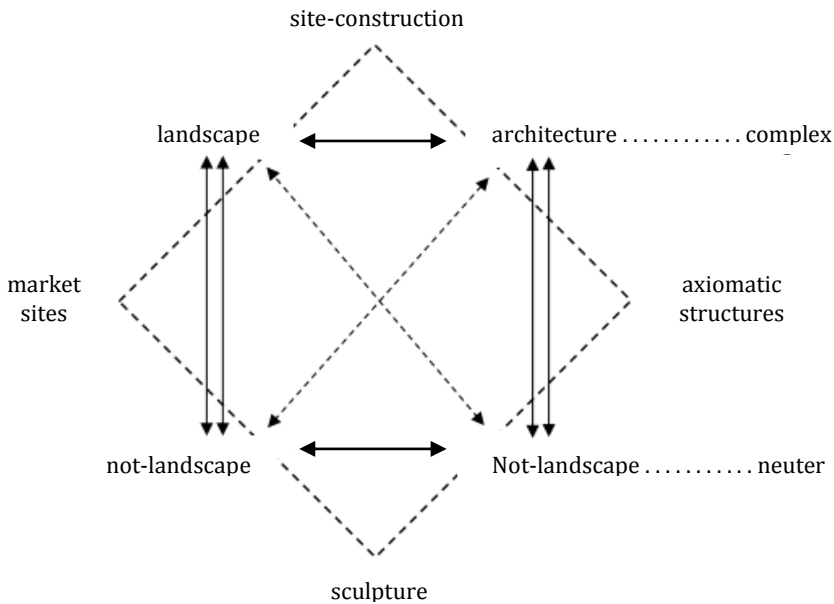 site-construction
landscape architecture . . . . . . . . . . . . complex
market
sites
axiomatic
structures
not-landscape Not-landscape . . . . . . . . . . . neuter
sculpture